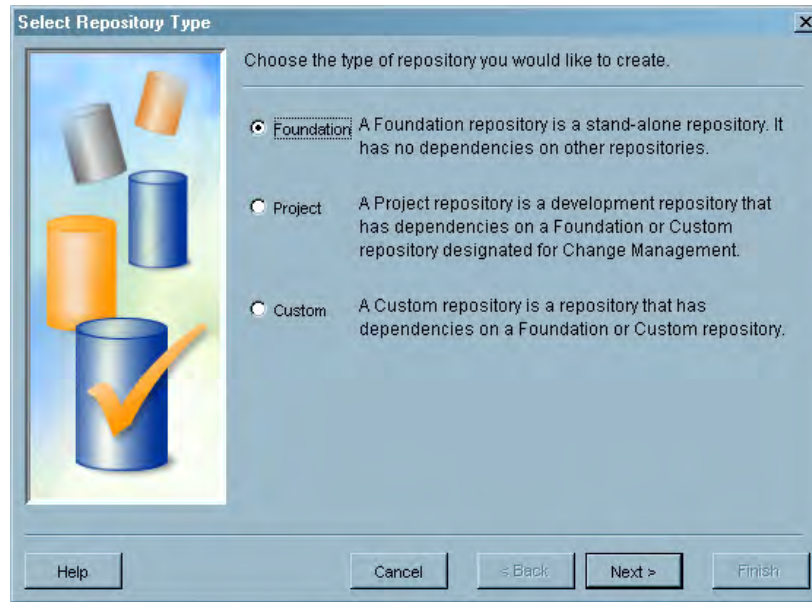 Select Repository Type
Choose the type of repository you would like to create.
Foundation A Foundation repository is a stand-alone repository. It
has no dependencies on other repositories.
Project A Project repository is a development repository that
has dependencies on a Foundation or Custom
repository designated for Change Management.
Custom A Custom repository is a repository that has
dependencies on a Foundation or Custom repository.
Help Cancel < Back Next > Finish